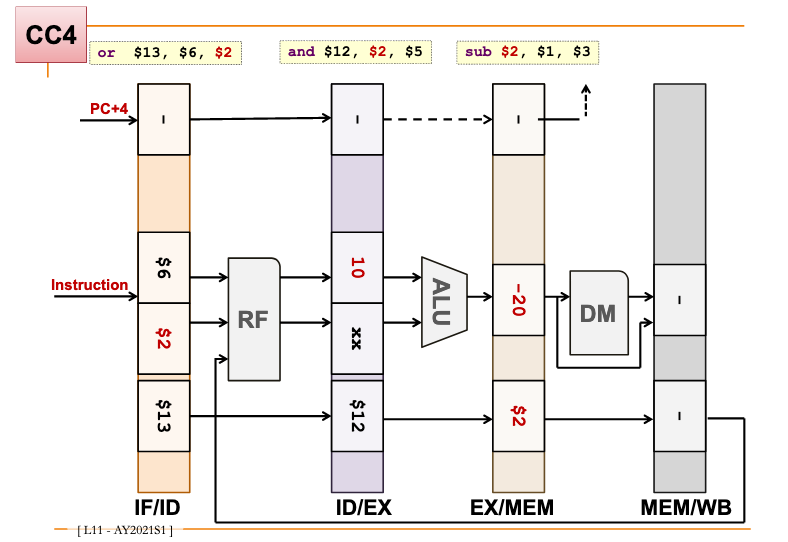 CC4
or $13, $6, $2
and $12, $2, $5
sub $2, $1, $3
PC+4
–
–
–
Instruction
$6
10
$2
RF
xx
ALU
-20
DM
–
$13
$12
$2
–
IF/ID
ID/EX
EX/MEM
MEM/WB
[ L11 - AY2021S1 ]